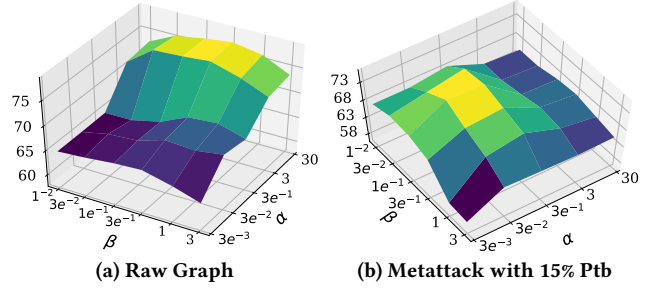 75
70
65
60
1⁻²
3e⁻²
1e⁻¹
3e⁻¹
1
3
β
3e⁻³
3e⁻²
3e⁻¹
3
30
α
(a) Raw Graph
73
68
63
58
1⁻²
3e⁻²
1e⁻¹
3e⁻¹
1
3
β
3e⁻³
3e⁻²
3e⁻¹
3
30
α
(b) Metattack with 15% Ptb